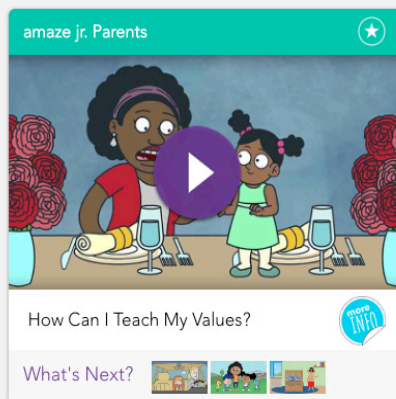 amaze jr. Parents
more
INFO
How Can I Teach My Values?
What's Next?